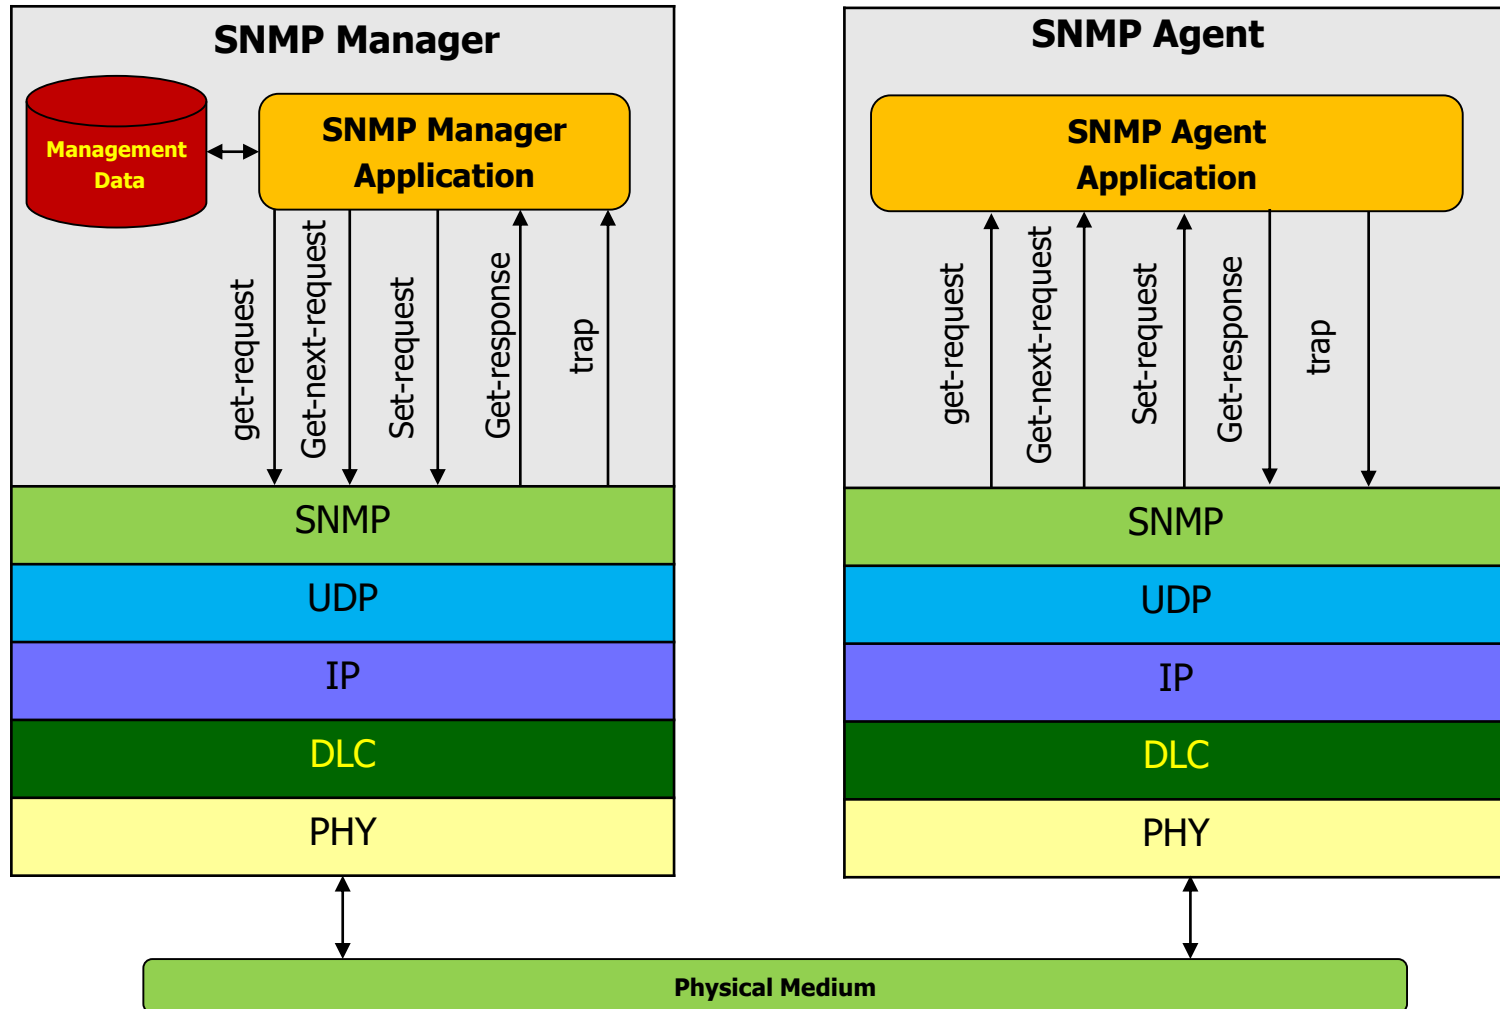 SNMP Manager
Management
Data
SNMP Manager
Application
get-request
Get-next-request
Set-request
Get-response
trap
SNMP
UDP
IP
DLC
PHY
SNMP Agent
SNMP Agent
Application
get-request
Get-next-request
Set-request
Get-response
trap
SNMP
UDP
IP
DLC
PHY
Physical Medium